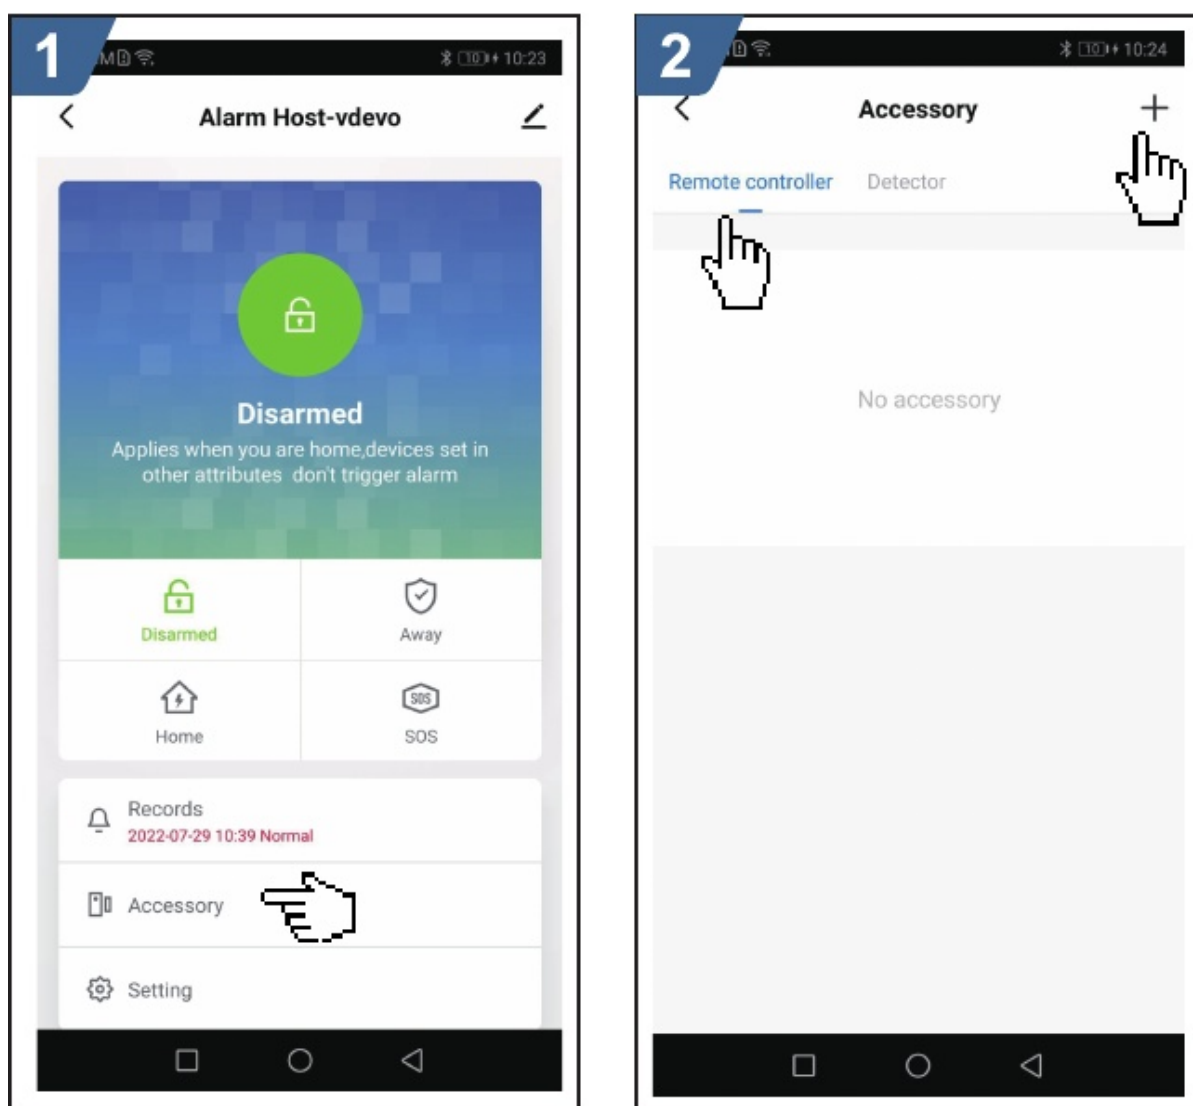 1
M 10 10:23
Alarm Host-vdevo
Disarmed
Applies when you are home,devices set in
other attributes don't trigger alarm
Disarmed
Away
Home
SOS
SOS
Records
2022-07-29 10:39 Normal
Accessory
Setting
2
10 10:24
Accessory
Remote controller Detector
No accessory